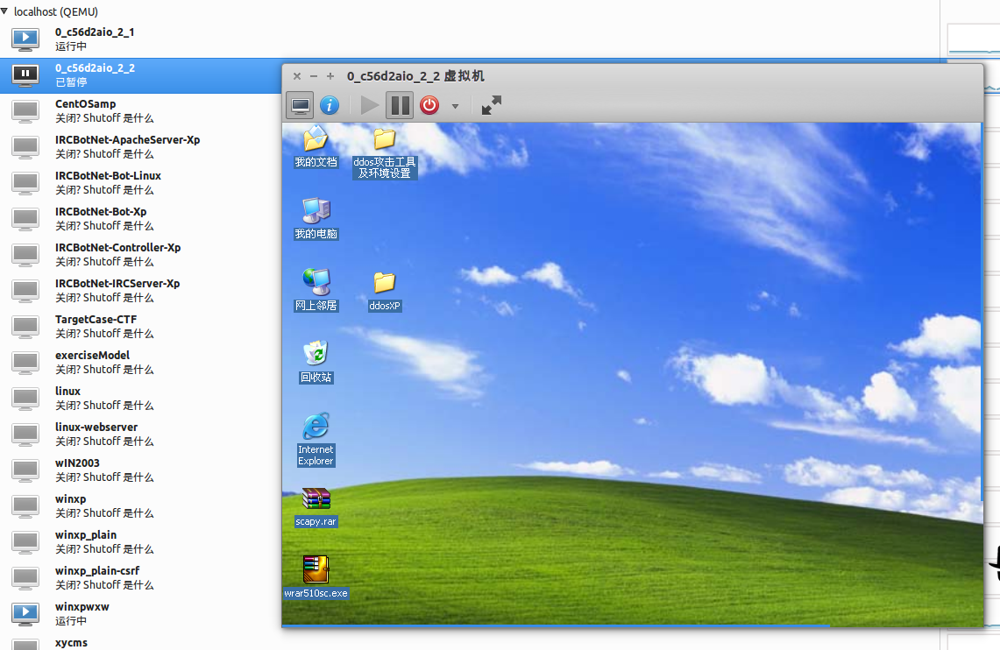 localhost (QEMU)
0_c56d2aio_2_1
运行中
0_c56d2aio_2_2
已暂停
CentOSamp
关闭? Shutoff 是什么
IRCBotNet-ApacheServer-Xp
关闭? Shutoff 是什么
IRCBotNet-Bot-Linux
关闭? Shutoff 是什么
IRCBotNet-Bot-Xp
关闭? Shutoff 是什么
IRCBotNet-Controller-Xp
关闭? Shutoff 是什么
IRCBotNet-IRCServer-Xp
关闭? Shutoff 是什么
TargetCase-CTF
关闭? Shutoff 是什么
exerciseModel
关闭? Shutoff 是什么
linux
关闭? Shutoff 是什么
linux-webserver
关闭? Shutoff 是什么
wIN2003
关闭? Shutoff 是什么
winxp
关闭? Shutoff 是什么
winxp_plain
关闭? Shutoff 是什么
winxp_plain-csrf
关闭? Shutoff 是什么
winxpwxw
运行中
xycms
0_c56d2aio_2_2 虚拟机
我的文档
ddos攻击工具
及环境设置
我的电脑
网上邻居
ddosXP
回收站
Internet
Explorer
scapy.rar
wrar510sc.exe